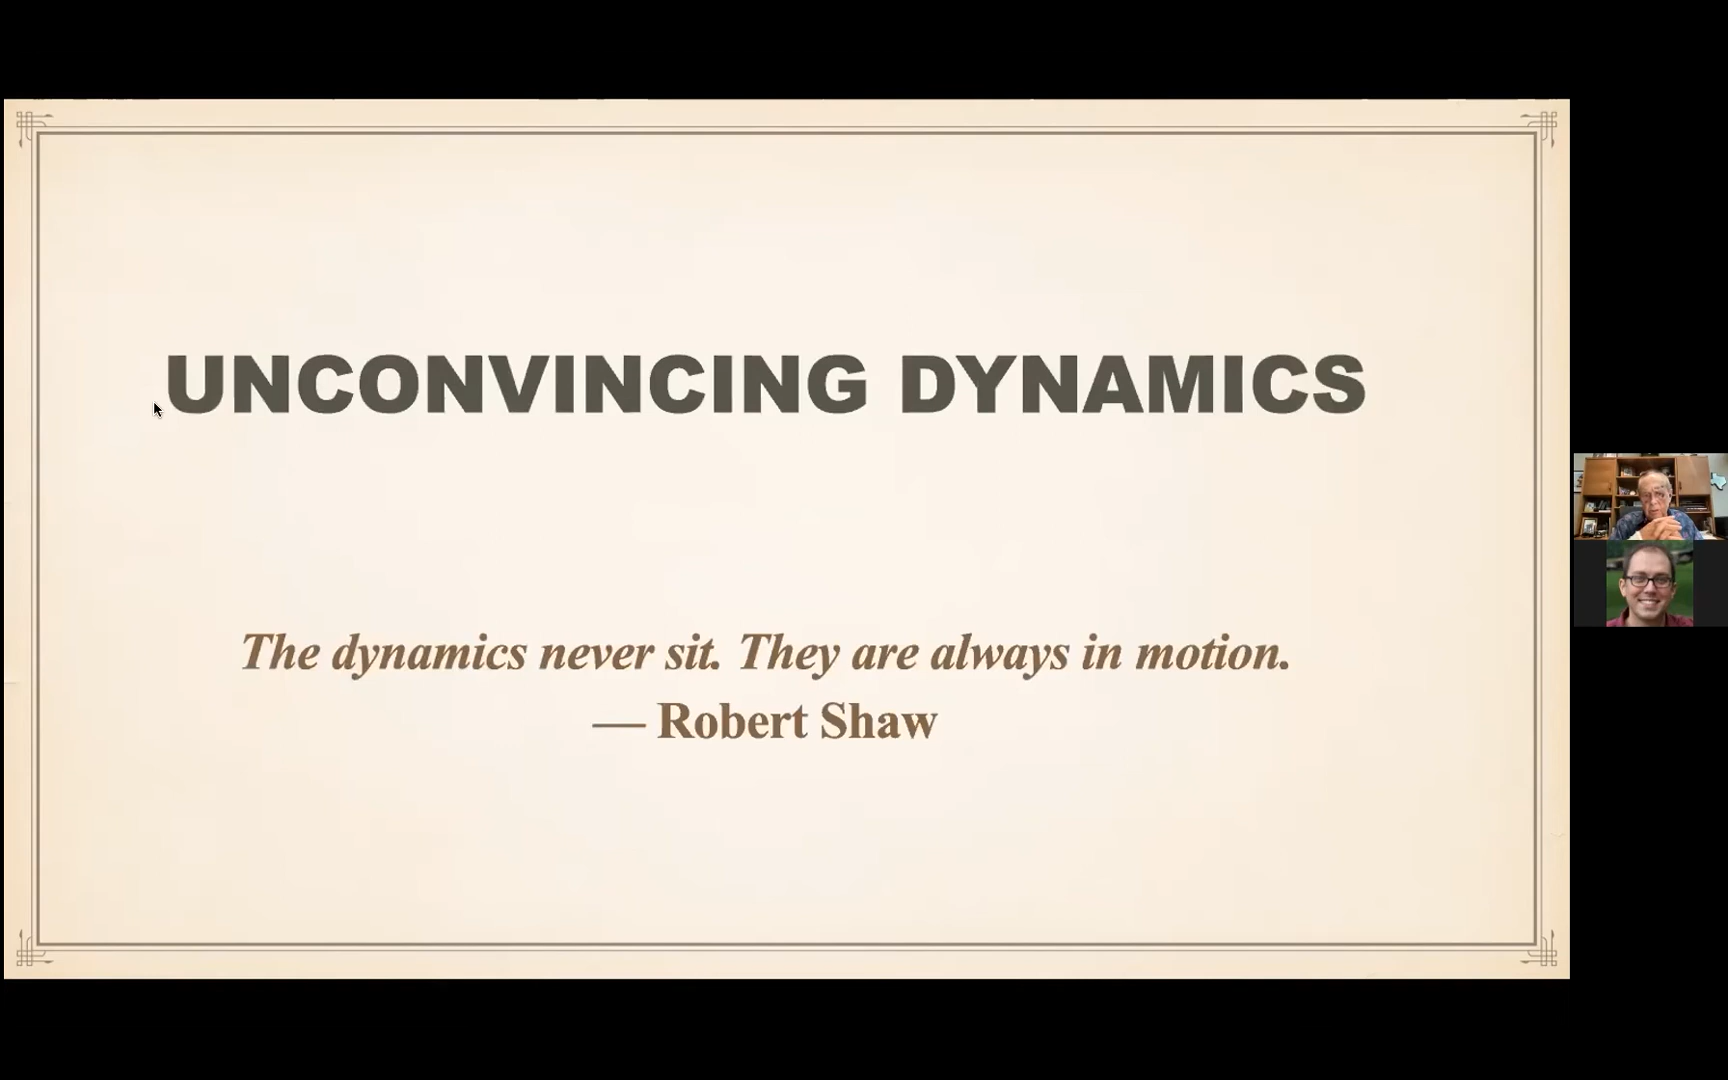 UNCONVINCING DYNAMICS
The dynamics never sit. They are always in motion.
— Robert Shaw